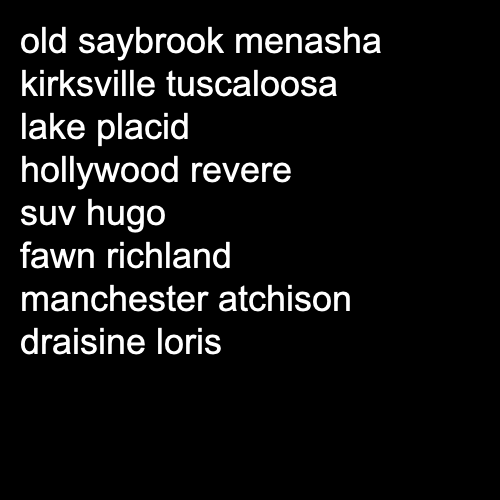 old saybrook menasha
kirksville tuscaloosa
lake placid
hollywood revere
suv hugo
fawn richland
manchester atchison
draisine loris